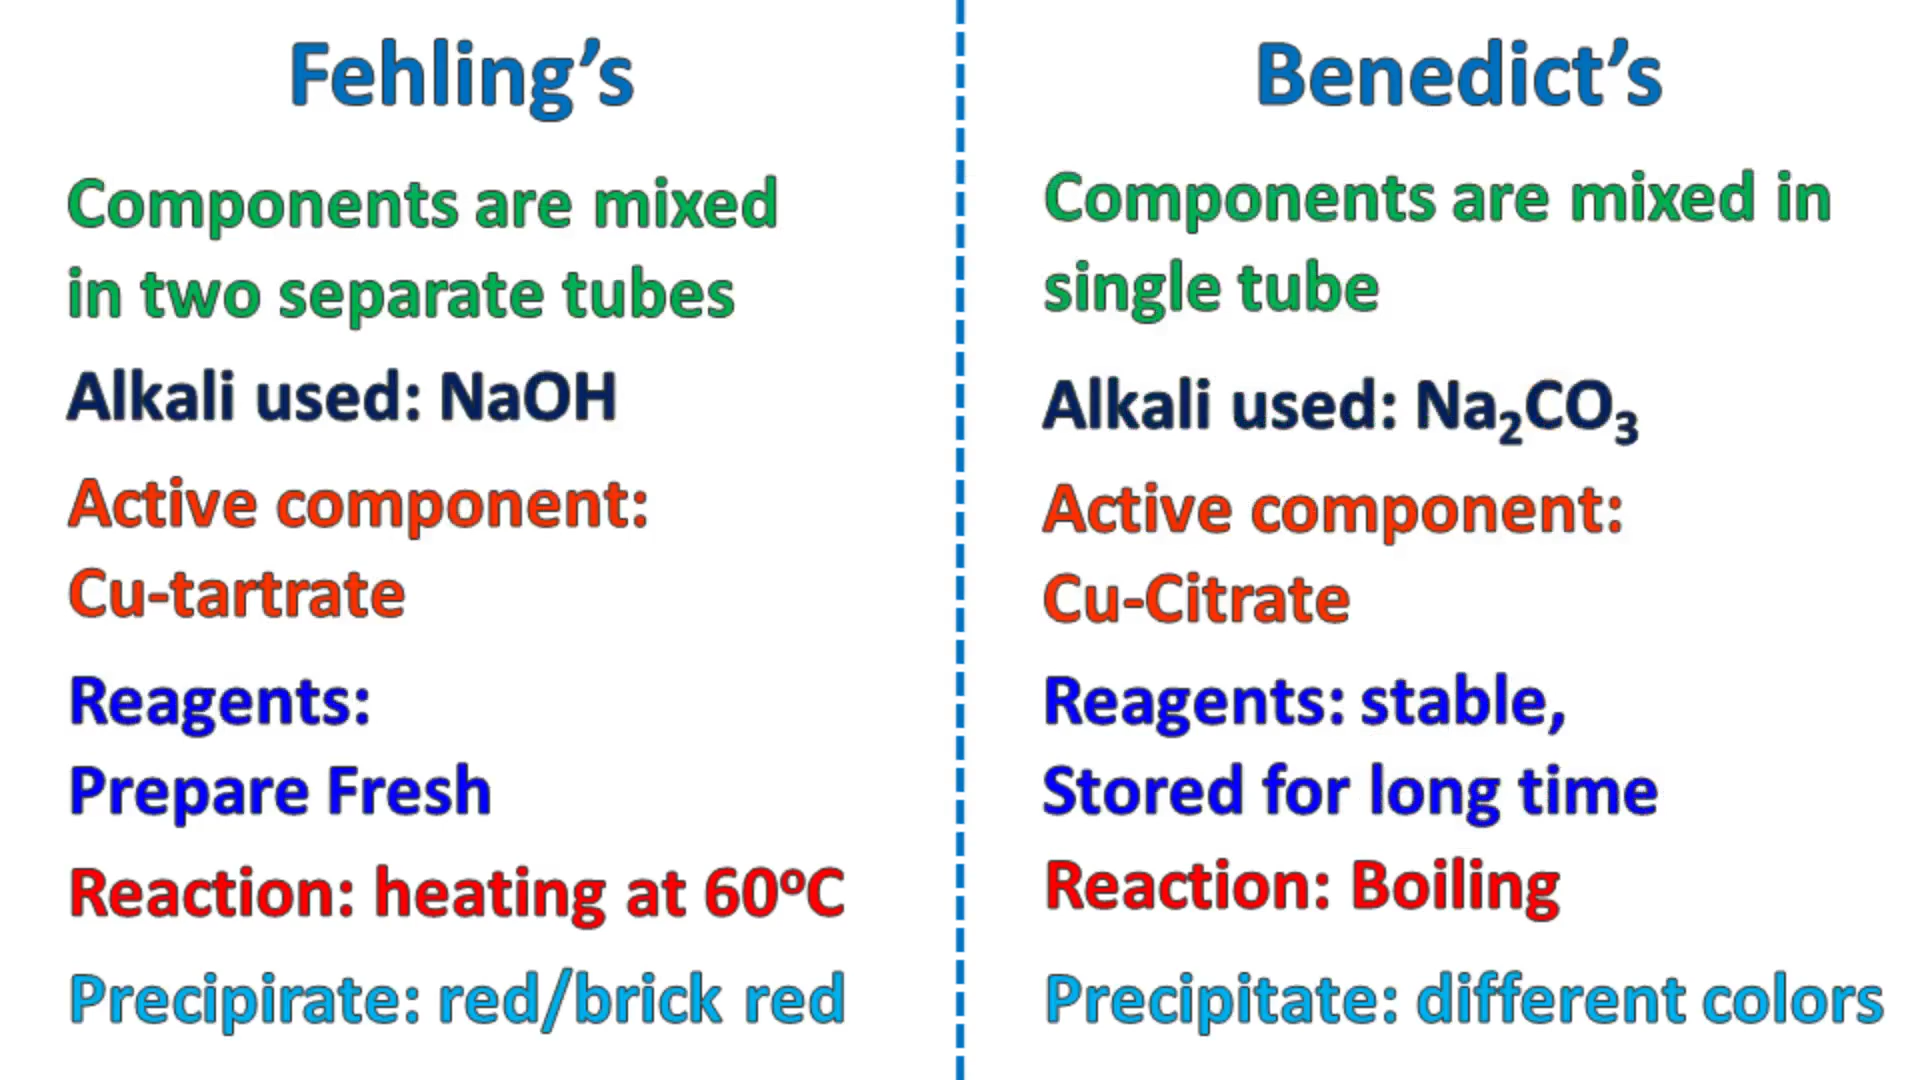 Fehling’s
Components are mixed
in two separate tubes
Alkali used: NaOH
Active component:
Cu-tartrate
Reagents:
Prepare Fresh
Reaction: heating at 60ºC
Precipirate: red/brick red
Benedict’s
Components are mixed in
single tube
Alkali used: Na₂CO₃
Active component:
Cu-Citrate
Reagents: stable,
Stored for long time
Reaction: Boiling
Precipitate: different colors